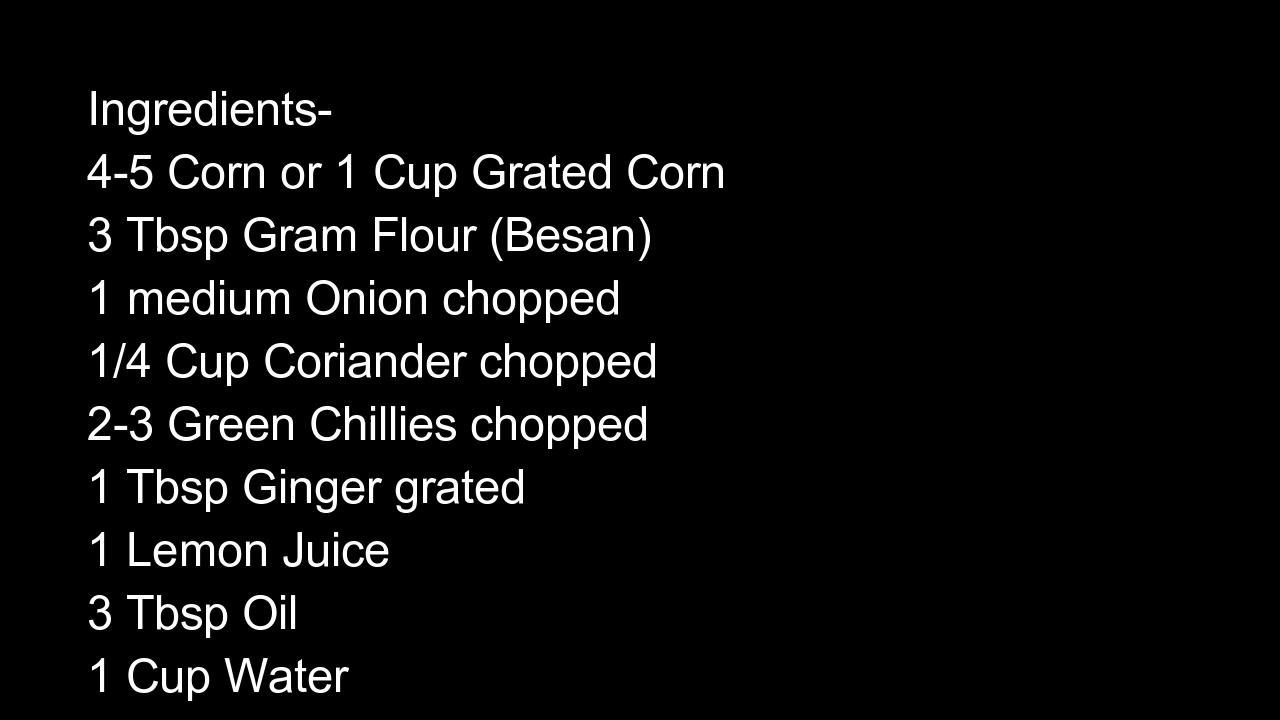 Ingredients-
4-5 Corn or 1 Cup Grated Corn
3 Tbsp Gram Flour (Besan)
1 medium Onion chopped
1/4 Cup Coriander chopped
2-3 Green Chillies chopped
1 Tbsp Ginger grated
1 Lemon Juice
3 Tbsp Oil
1 Cup Water